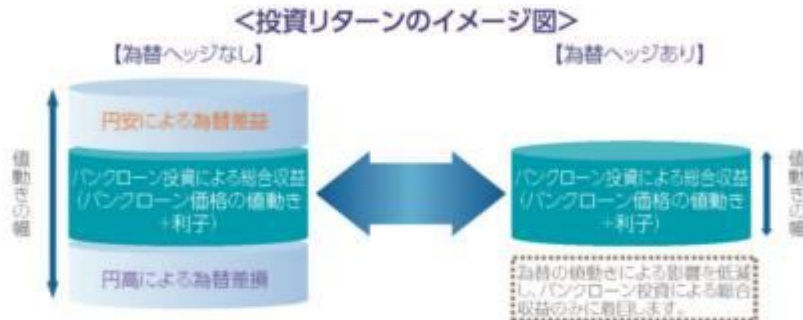 <投資リターンのイメージ図>
【為替ヘッジなし】
円安による為替差益
バンクローン投資による総合収益
(バンクローン価格の値動き
+利子)
円高による為替差損
値動きの幅
【為替ヘッジあり】
バンクローン投資による総合収益
(バンクローン価格の値動き
+利子)
値動きの幅
為替の値動きによる影響を低減
し、バンクローン投資による総合
収益のみに着目します。